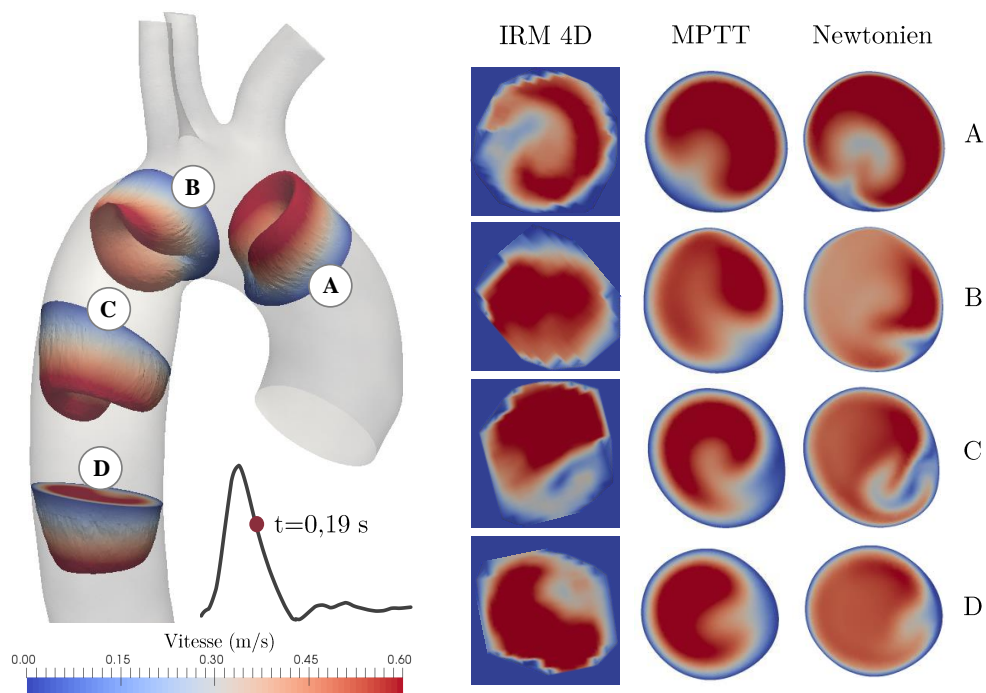 IRM 4D MPTT Newtonien
A
B
C
D
B
A
C
D
t=0,19 s
Vitesse (m/s)
0.00 0.15 0.30 0.45 0.60